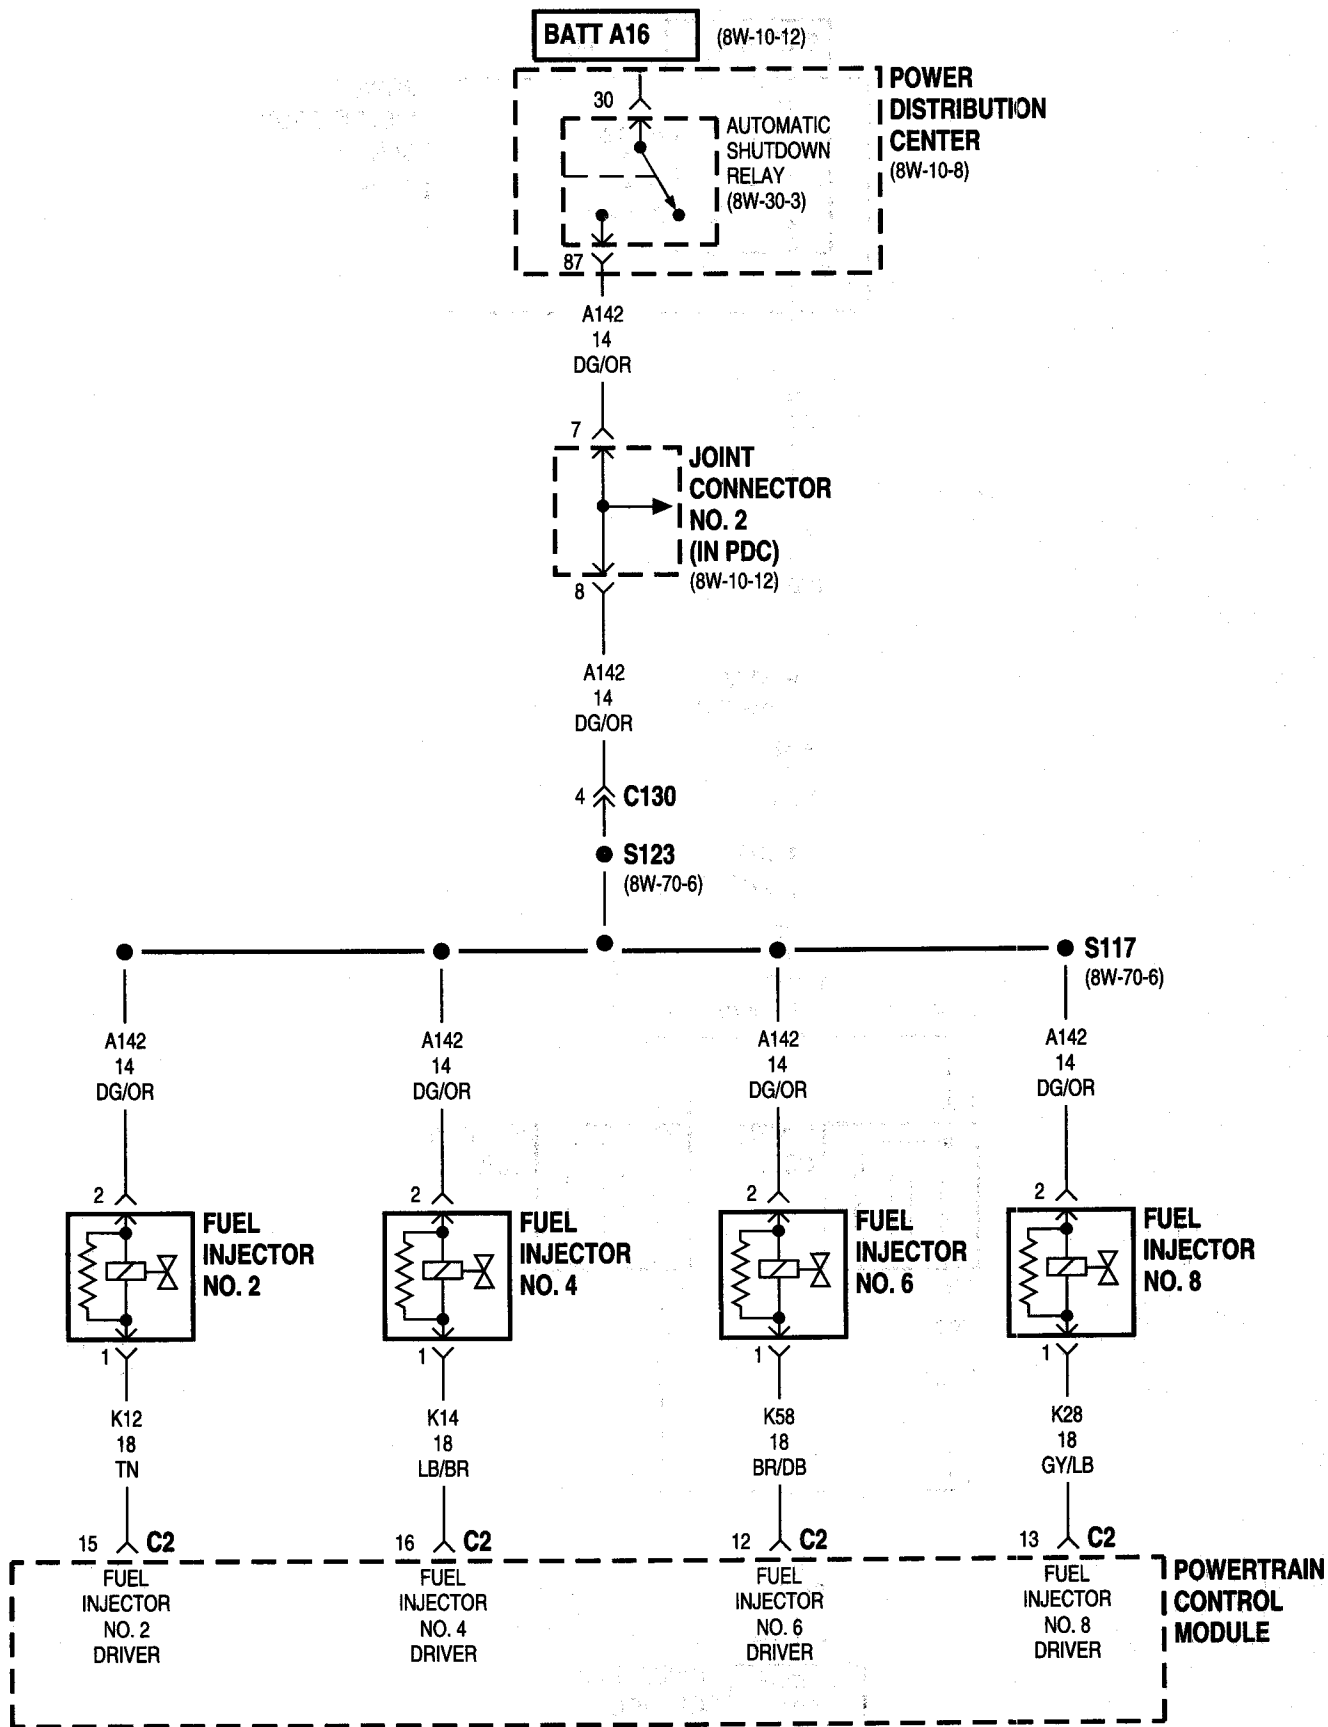 BATT A16
(8W-10-12)
POWER
DISTRIBUTION
CENTER
(8W-10-8)
30
AUTOMATIC
SHUTDOWN
RELAY
(8W-30-3)
87
A142
14
DG/OR
7
JOINT
CONNECTOR
NO. 2
(IN PDC)
(8W-10-12)
8
A142
14
DG/OR
4
C130
S123
(8W-70-6)
S117
(8W-70-6)
A142
14
DG/OR
A142
14
DG/OR
A142
14
DG/OR
A142
14
DG/OR
2
FUEL
INJECTOR
NO. 2
1
2
FUEL
INJECTOR
NO. 4
1
2
FUEL
INJECTOR
NO. 6
1
2
FUEL
INJECTOR
NO. 8
1
K12
18
TN
K14
18
LB/BR
K58
18
BR/DB
K28
18
GY/LB
15 C2
16 C2
12 C2
13 C2
FUEL
INJECTOR
NO. 2
DRIVER
FUEL
INJECTOR
NO. 4
DRIVER
FUEL
INJECTOR
NO. 6
DRIVER
FUEL
INJECTOR
NO. 8
DRIVER
POWERTRAIN
CONTROL
MODULE